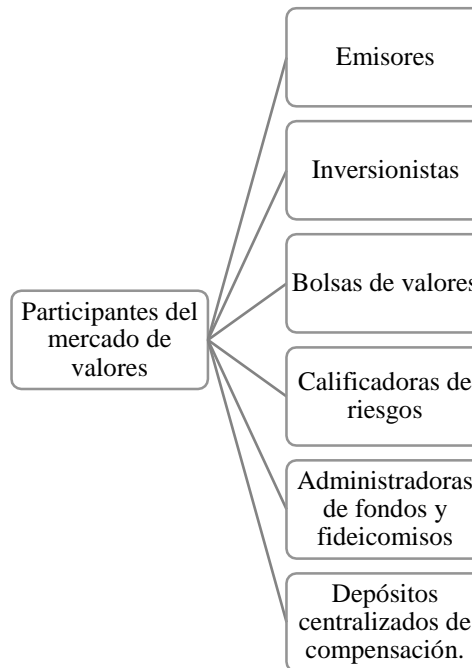 Emisores
Inversionistas
Bolsas de valores
Participantes del
mercado de
valores
Calificadoras de
riesgos
Administradoras
de fondos y
fideicomisos
Depósitos
centralizados de
compensación.